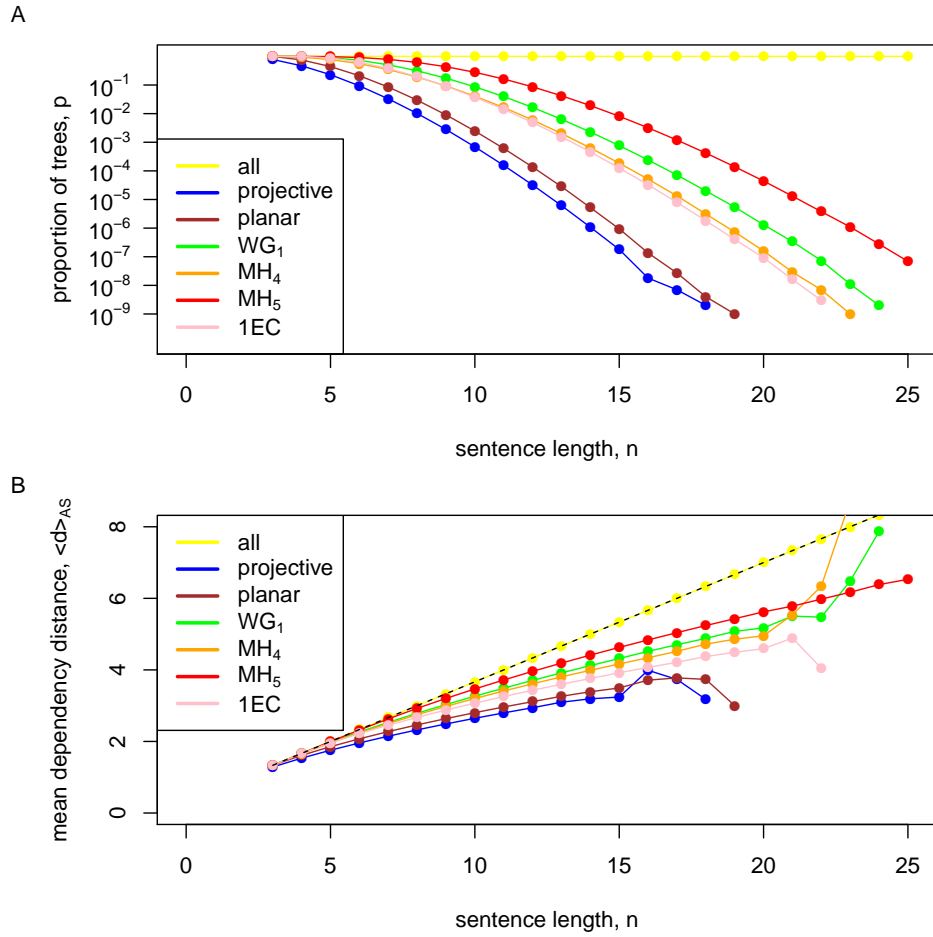 A
proportion of trees, p
10⁻¹
10⁻²
10⁻³
10⁻⁴
10⁻⁵
10⁻⁶
10⁻⁷
10⁻⁸
10⁻⁹
all
projective
planar
WG₁
MH₄
MH₅
1EC
0 5 10 15 20 25
sentence length, n
B
mean dependency distance, <d>AS
8
6
4
2
0
all
projective
planar
WG₁
MH₄
MH₅
1EC
0 5 10 15 20 25
sentence length, n